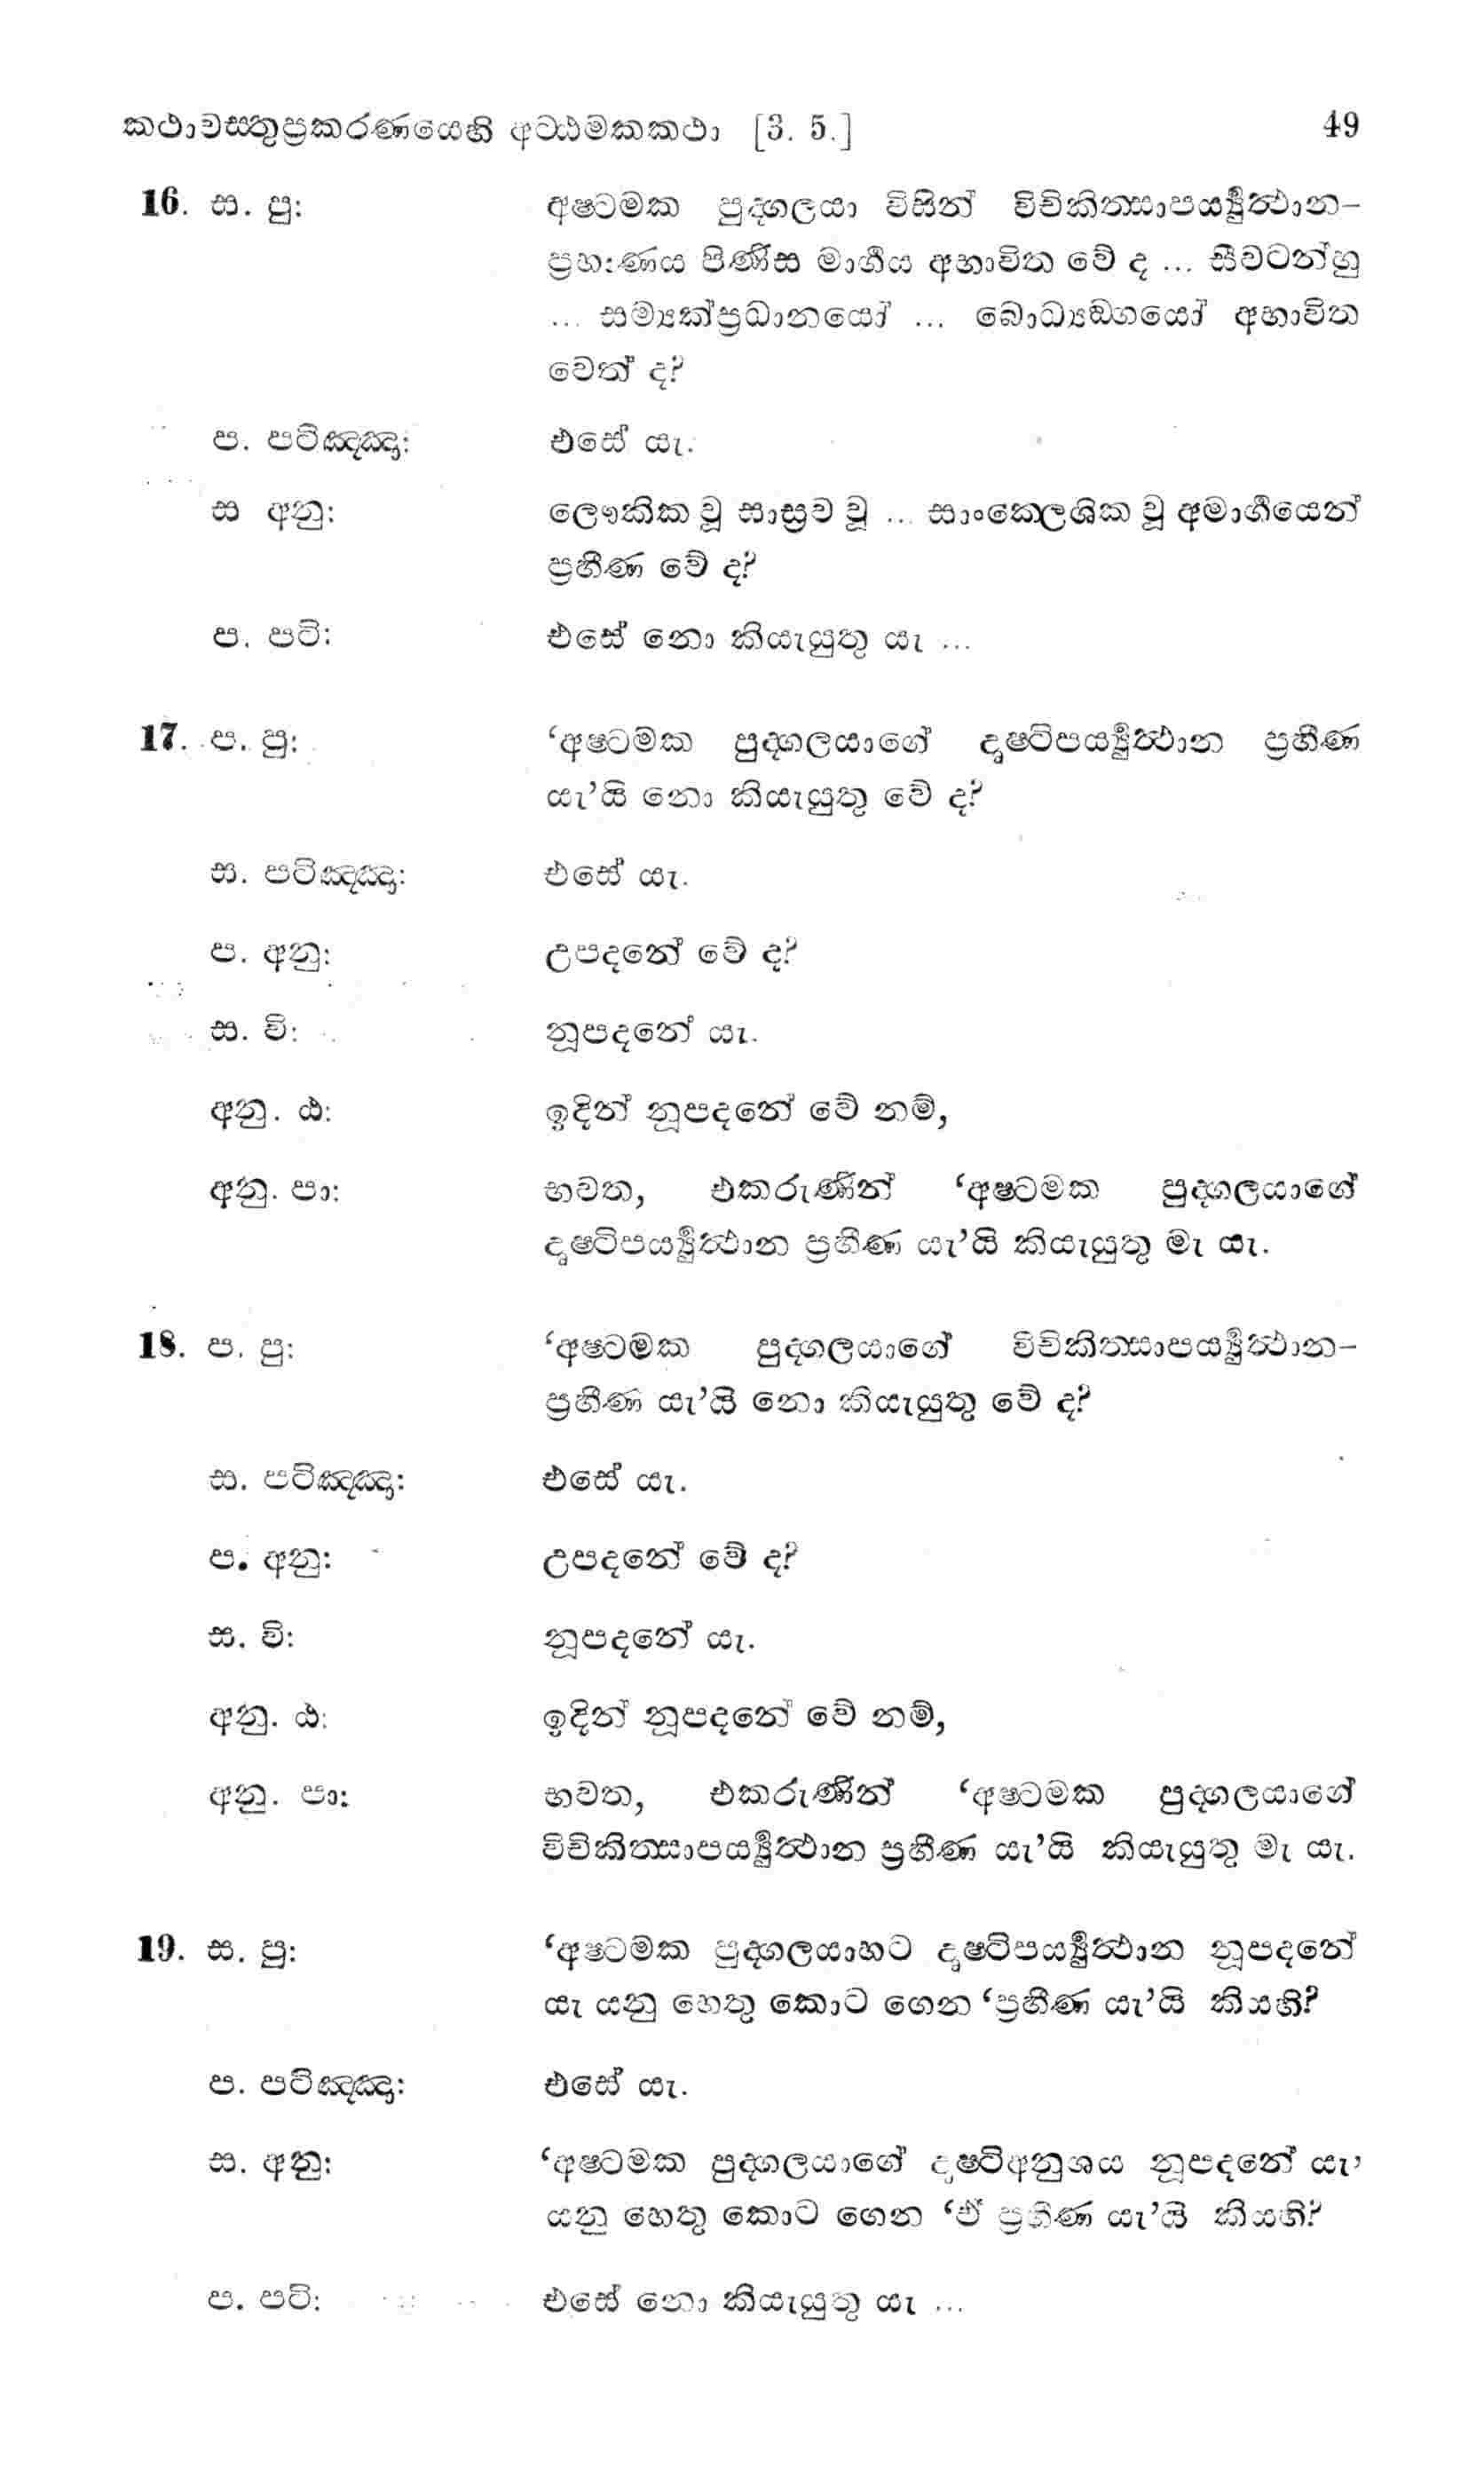 කථාවස්තුප්‍රකරණයෙහි අට්ඨමකකථා [3. 5.] 49
16. ස. පු: අෂ්ටමක පුද්ගලයා විසින් විචිකිත්සාපර්‍ය්‍යුත්ථාන-
ප්‍රහාණය පිණිස මාර්‍ගය අභාවිත වේ ද ... සිවටන්හු
... සම්‍යක්ප්‍රධානයෝ ... බොධ්‍යඞ්ගයෝ අභාවිත
වෙත් ද?
ප. පටිඤ්ඤා: එසේ යැ.
ස අනු: ලෞකික වූ සාස්‍රව වූ ... සාංකෙලශික වූ අමාර්‍ගයෙන්
ප්‍රහීණ වේ ද?
ප. පටි: එසේ නො කියැයුතු යැ ...
17. ප. පු: ‘අෂ්ටමක පුද්ගලයාගේ දෘෂ්ටිපර්‍ය්‍යුත්ථාන ප්‍රහීණ
යැ’යි නො කියැයුතු වේ ද?
ස. පටිඤ්ඤා: එසේ යැ.
ප. අනු: උපදනේ වේ ද?
ස. වි: නූපදනේ යැ.
අනු. ඨ: ඉදින් නූපදනේ වේ නම්,
අනු. පා: භවත, එකරුණින් ‘අෂ්ටමක පුද්ගලයාගේ
දෘෂ්ටිපර්‍ය්‍යුත්ථාන ප්‍රහීණ යැ’යි කියැයුතු මැ යැ.
18. ප. පු: ‘අෂ්ටමක පුද්ගලයාගේ විචිකිත්සාපර්‍ය්‍යුත්ථාන-
ප්‍රහීණ යැ’යි නො කියැයුතු වේ ද?
ස. පටිඤ්ඤා: එසේ යැ.
ප. අනු: උපදනේ වේ ද?
ස. වි: නූපදනේ යැ.
අනු. ඨ: ඉදින් නූපදනේ වේ නම්,
අනු. පා: භවත, එකරුණින් ‘අෂ්ටමක පුද්ගලයාගේ
විචිකිත්සාපර්‍ය්‍යුත්ථාන ප්‍රහීණ යැ’යි කියැයුතු මැ යැ.
19. ස. පු: ‘අෂ්ටමක පුද්ගලයාහට දෘෂ්ටිපර්‍ය්‍යුත්ථාන නූපදනේ
යැ යනු හෙතු කොට ගෙන ‘ප්‍රහීණ යැ’යි කියහි?
ප. පටිඤ්ඤා: එසේ යැ.
ස. අනු: ‘අෂ්ටමක පුද්ගලයාගේ දෘෂ්ටිඅනුශය නූපදනේ යැ’
යනු හෙතු කොට ගෙන ‘ඒ ප්‍රහීණ යැ’යි කියහි?
ප. පටි: එසේ නො කියැයුතු යැ ...